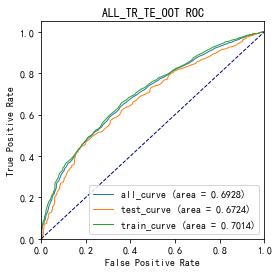 ALL_TR_TE_OOT ROC
True Positive Rate
1.0
0.8
0.6
0.4
0.2
0.0
all_curve (area = 0.6928)
test_curve (area = 0.6724)
train_curve (area = 0.7014)
0.0 0.2 0.4 0.6 0.8 1.0
False Positive Rate